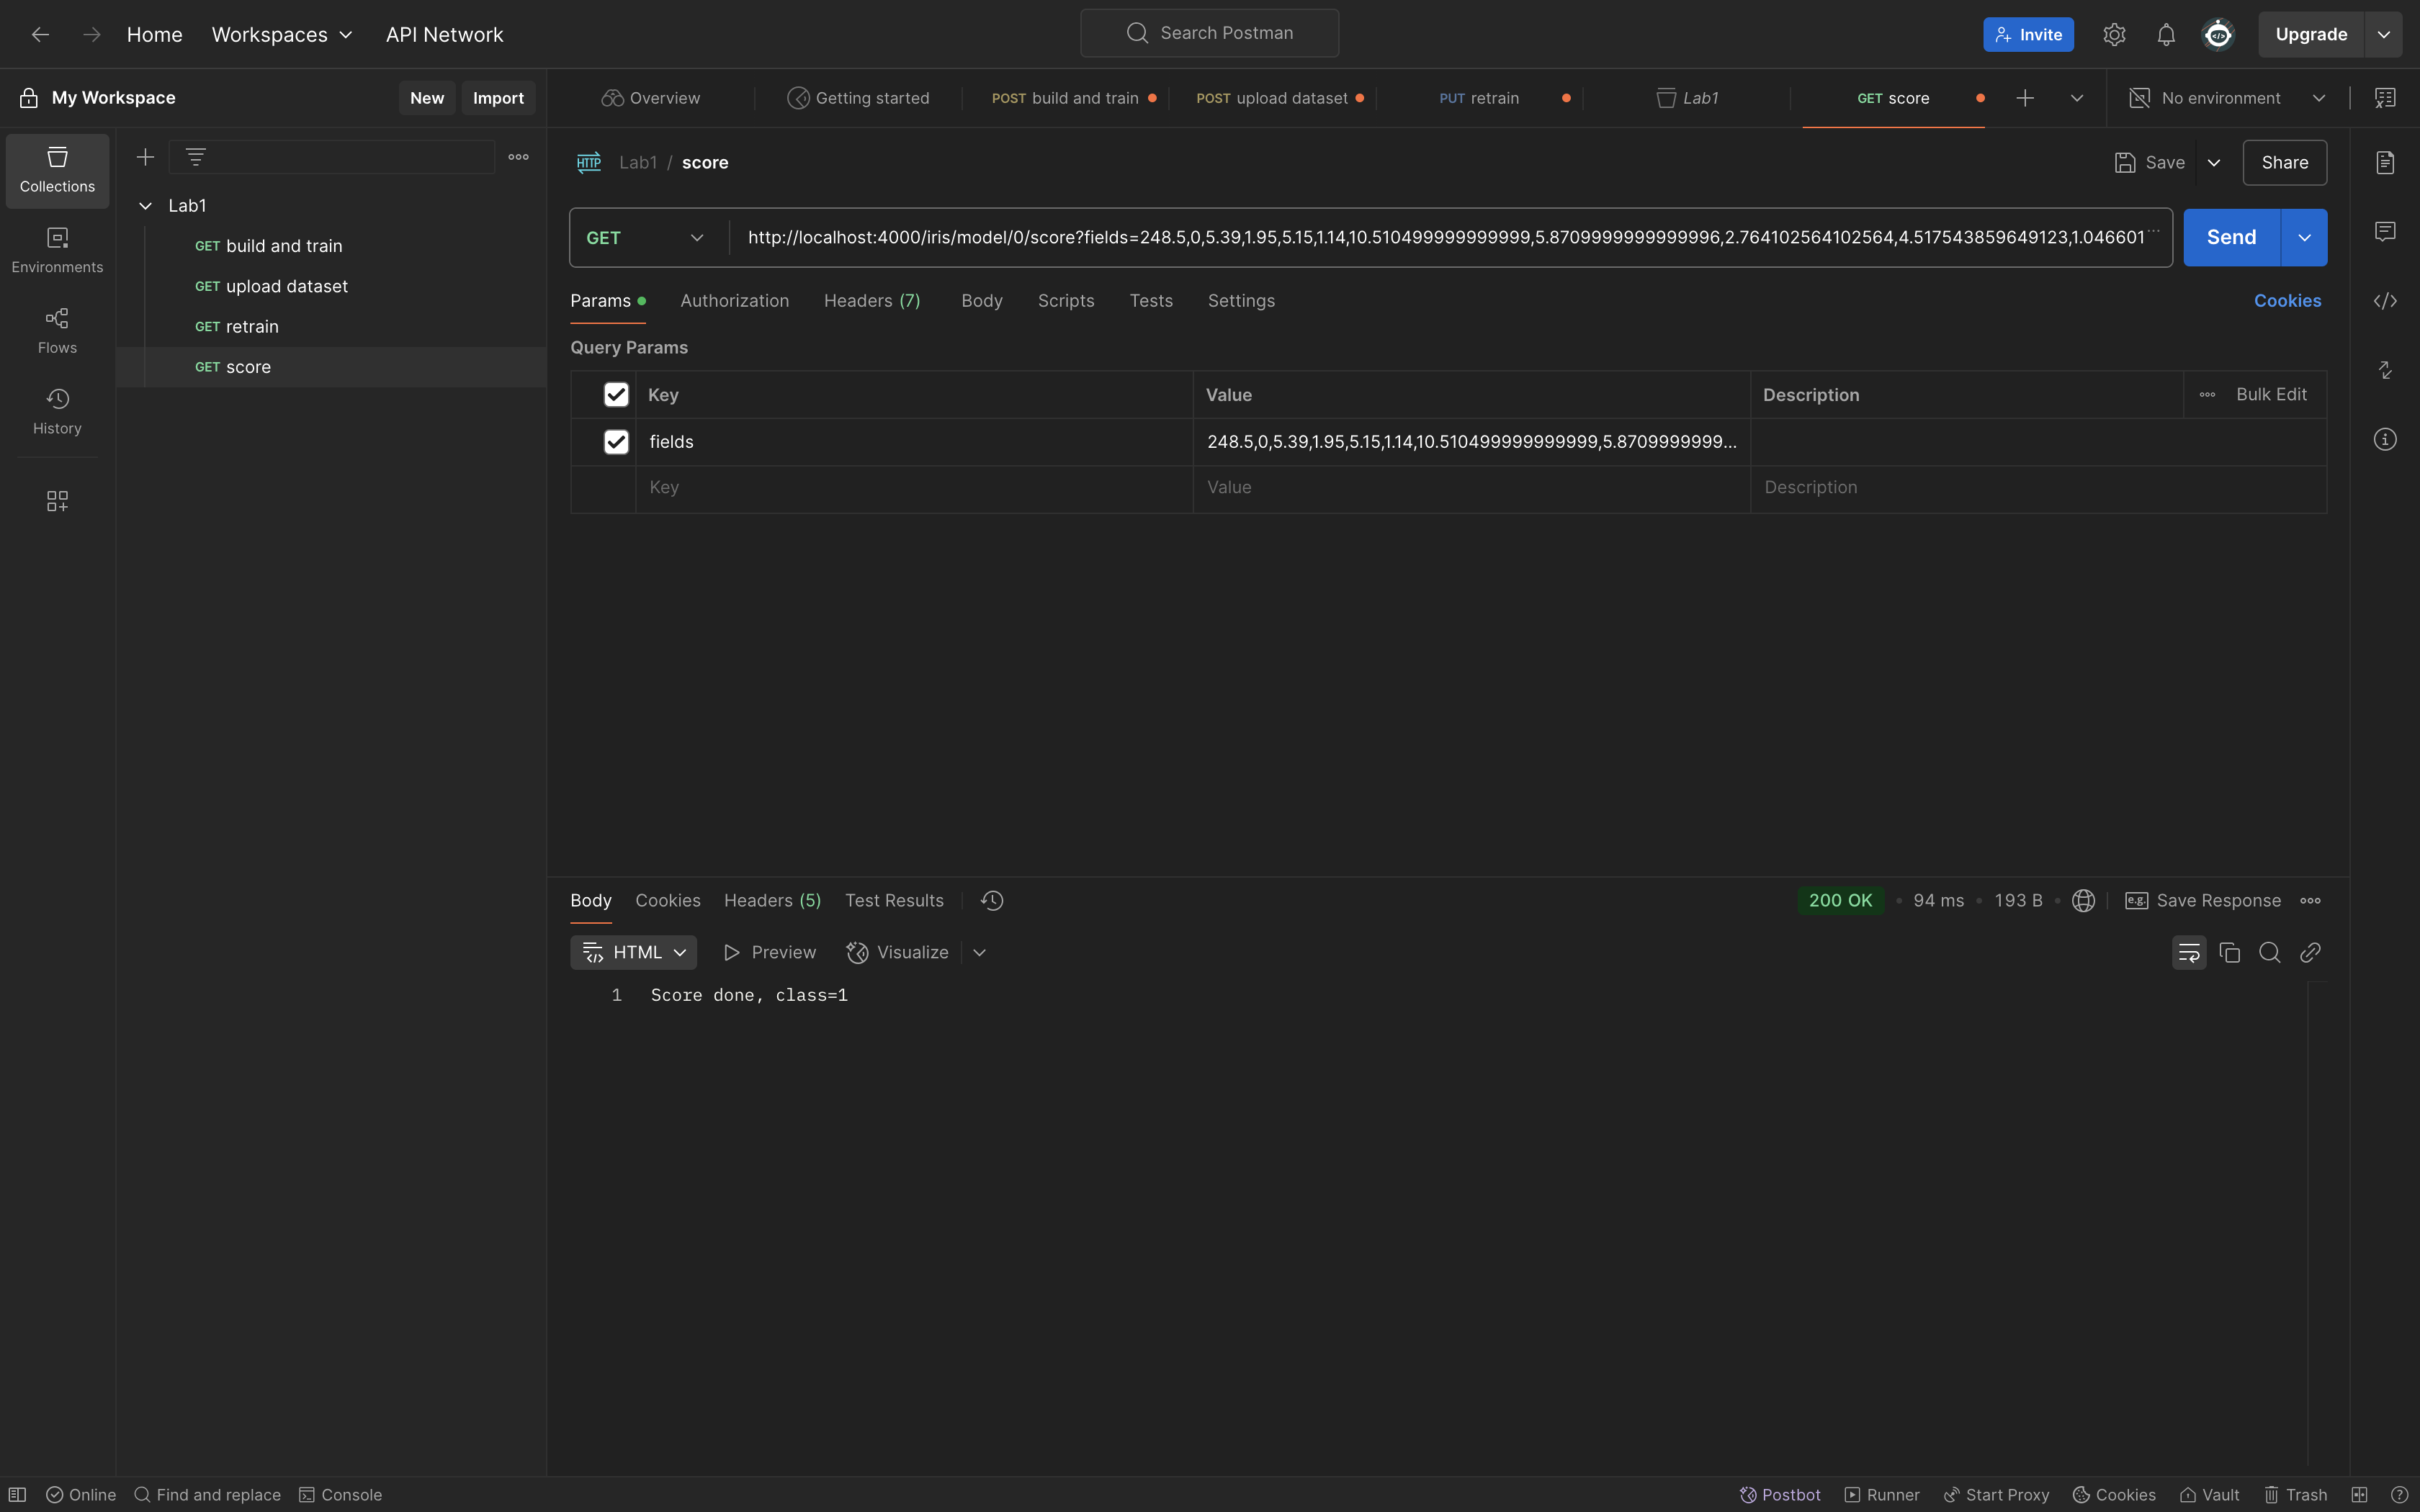 Home Workspaces API Network Search Postman Invite Upgrade
My Workspace New Import Overview Getting started POST build and train POST upload dataset PUT retrain Lab1 GET score No environment
Collections
Environments
Flows
History
Lab1
GET build and train
GET upload dataset
GET retrain
GET score
HTTP Lab1 / score Save Share
GET http://localhost:4000/iris/model/0/score?fields=248.5,0,5.39,1.95,5.15,1.14,10.510499999999999,5.8709999999999996,2.764102564102564,4.517543859649123,1.046601... Send
Params Authorization Headers (7) Body Scripts Tests Settings Cookies
Query Params
Key Value Description Bulk Edit
fields 248.5,0,5.39,1.95,5.15,1.14,10.510499999999999,5.8709999999...
Key Value Description
Body Cookies Headers (5) Test Results 200 OK 94 ms 193 B e.g. Save Response
HTML Preview Visualize
1 Score done, class=1
Online Find and replace Console Postbot Runner Start Proxy Cookies Vault Trash